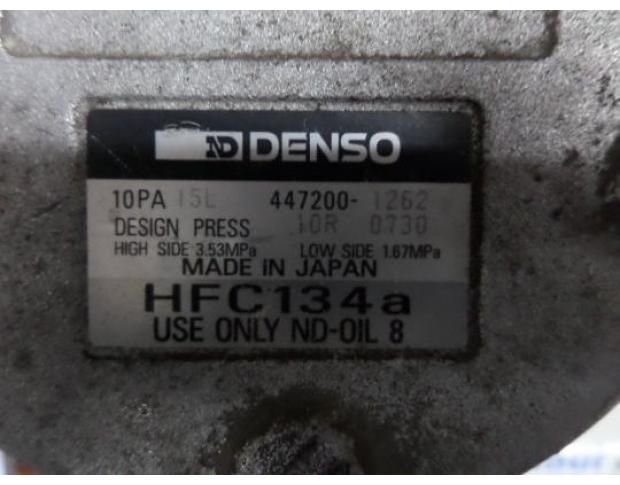 ND DENSO
10PA 15L 447200-1262
DESIGN PRESS 10R 0730
HIGH SIDE 3.53MPa LOW SIDE 1.67MPa
MADE IN JAPAN
HFC134a
USE ONLY ND-OIL 8